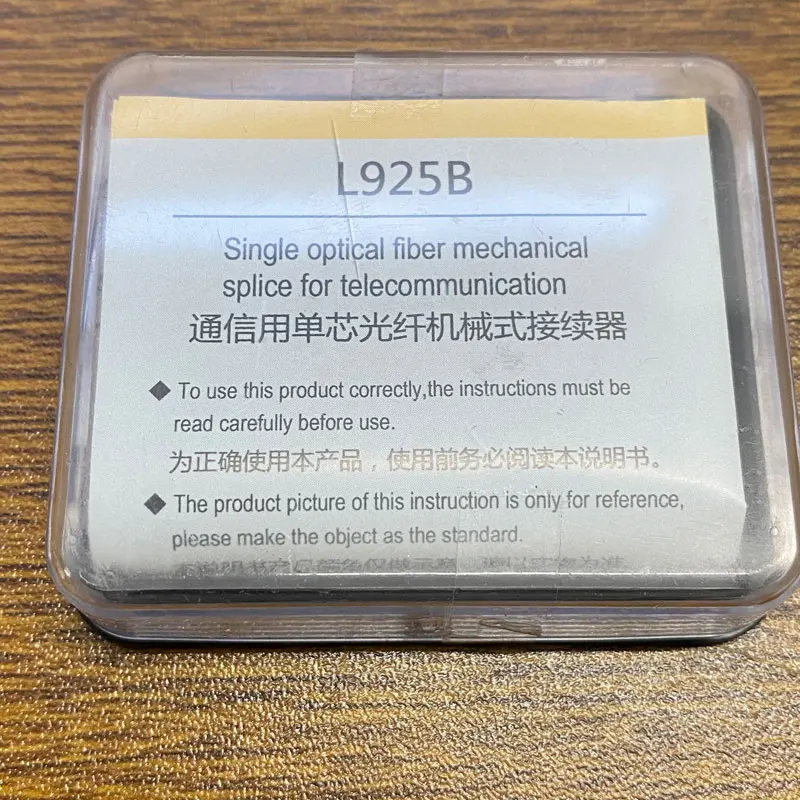 L925B
Single optical fiber mechanical
splice for telecommunication
通信用单芯光纤机械式接续器
◆ To use this product correctly,the instructions must be
read carefully before use.
为正确使用本产品，使用前务必阅读本说明书。
◆ The product picture of this instruction is only for reference,
please make the object as the standard.